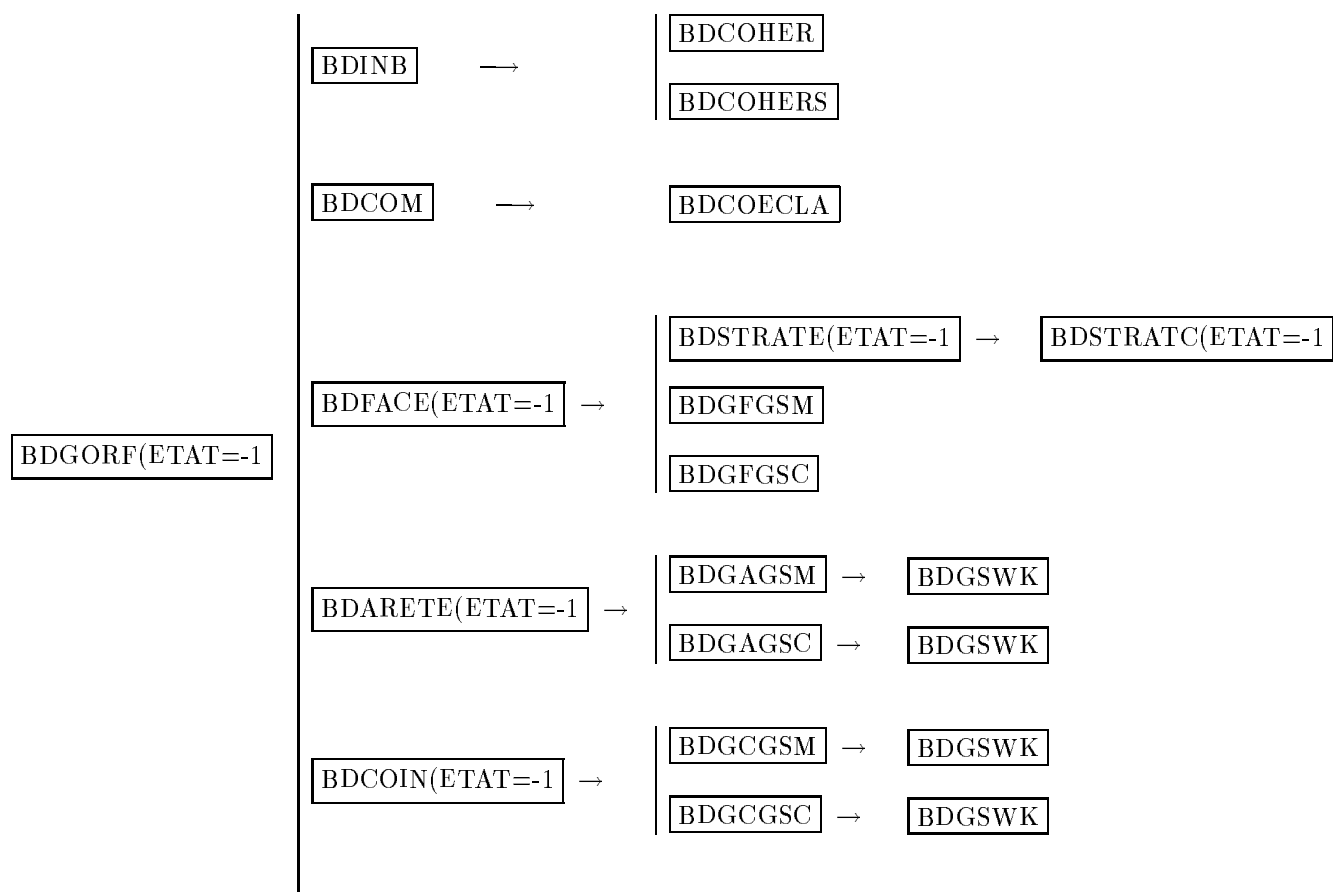 BDCOHER
BDINB →
BDCOHERS
BDCOM → BDCOECLA
BDSTRATE(ETAT=-1 → BDSTRATC(ETAT=-1
BDFACE(ETAT=-1 → BDGFGSM
BDGORF(ETAT=-1
BDGFGSC
BDGAGSM → BDGSWK
BDARETE(ETAT=-1 →
BDGAGSC → BDGSWK
BDGCGSM → BDGSWK
BDCOIN(ETAT=-1 →
BDGCGSC → BDGSWK